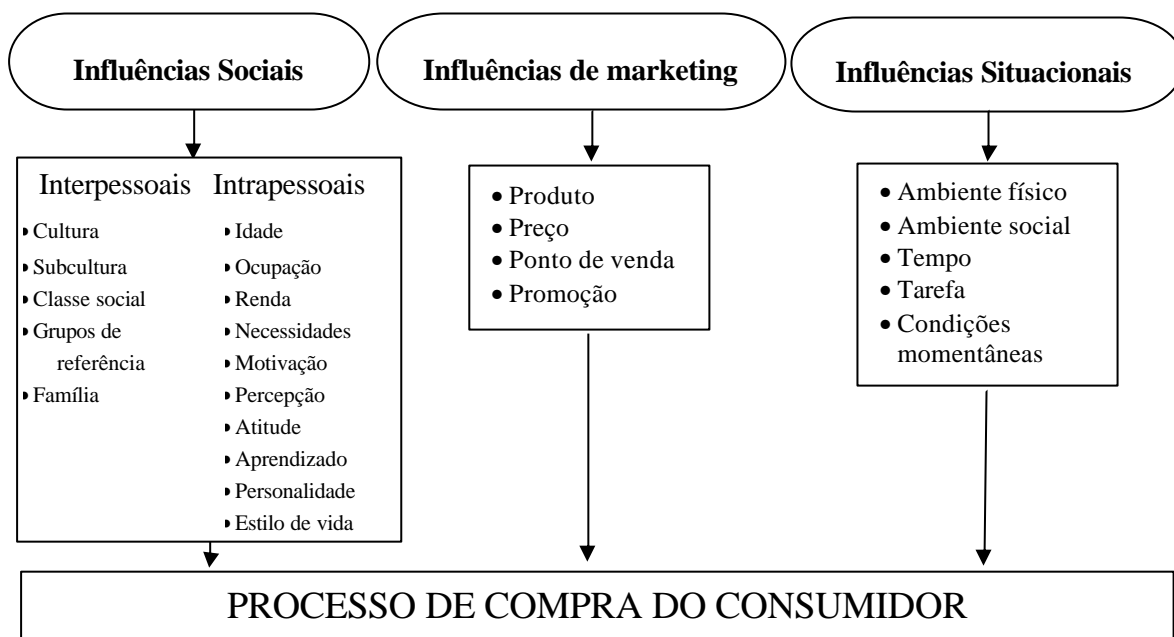 Influências Sociais
Influências de marketing
Influências Situacionais
Interpessoais
Cultura
Subcultura
Classe social
Grupos de
referência
Família
Intrapessoais
Idade
Ocupação
Renda
Necessidades
Motivação
Percepção
Atitude
Aprendizado
Personalidade
Estilo de vida
• Produto
• Preço
• Ponto de venda
• Promoção
• Ambiente físico
• Ambiente social
• Tempo
• Tarefa
• Condições
momentâneas
PROCESSO DE COMPRA DO CONSUMIDOR